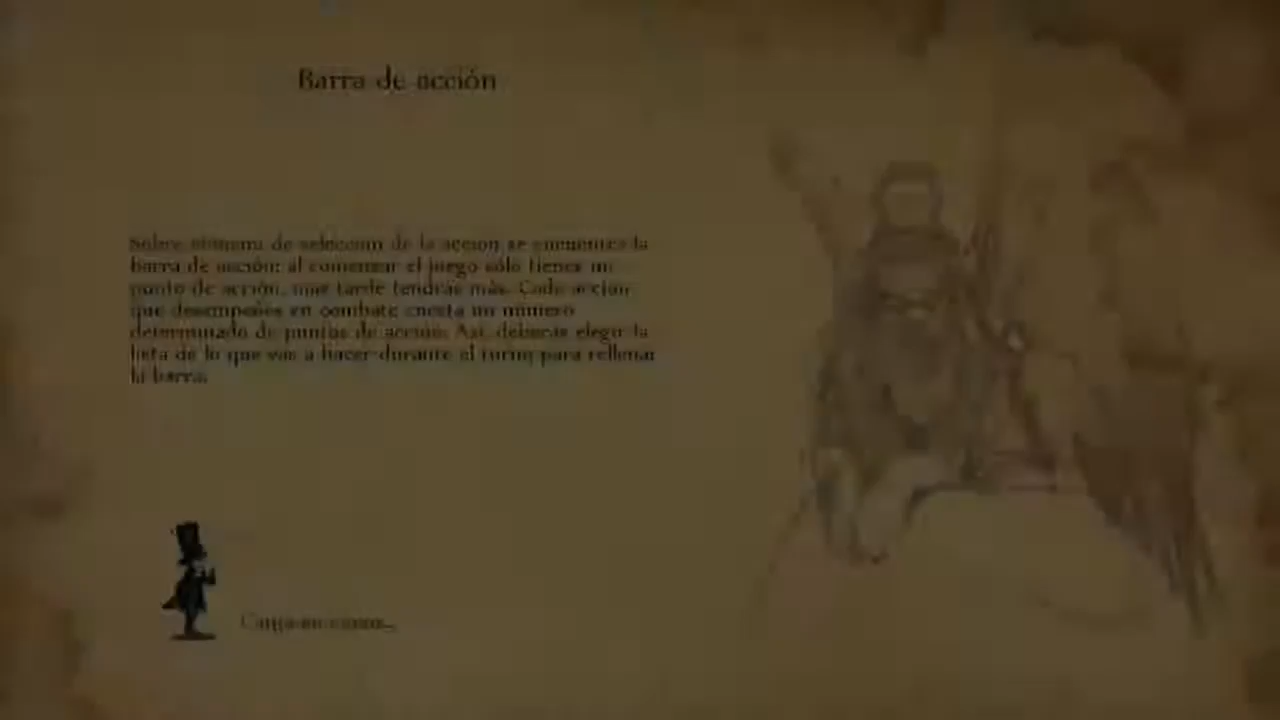 Barra de acción
Sobre el menú de selección de la acción se encuentra la
barra de acción: al comenzar el juego sólo tienes un
punto de acción, mas tarde tendrás más. Cada acción
que desempeñes en combate cuesta un número
determinado de puntos de acción. Así, deberás elegir la
lista de lo que vas a hacer durante el turno para rellenar
la barra.